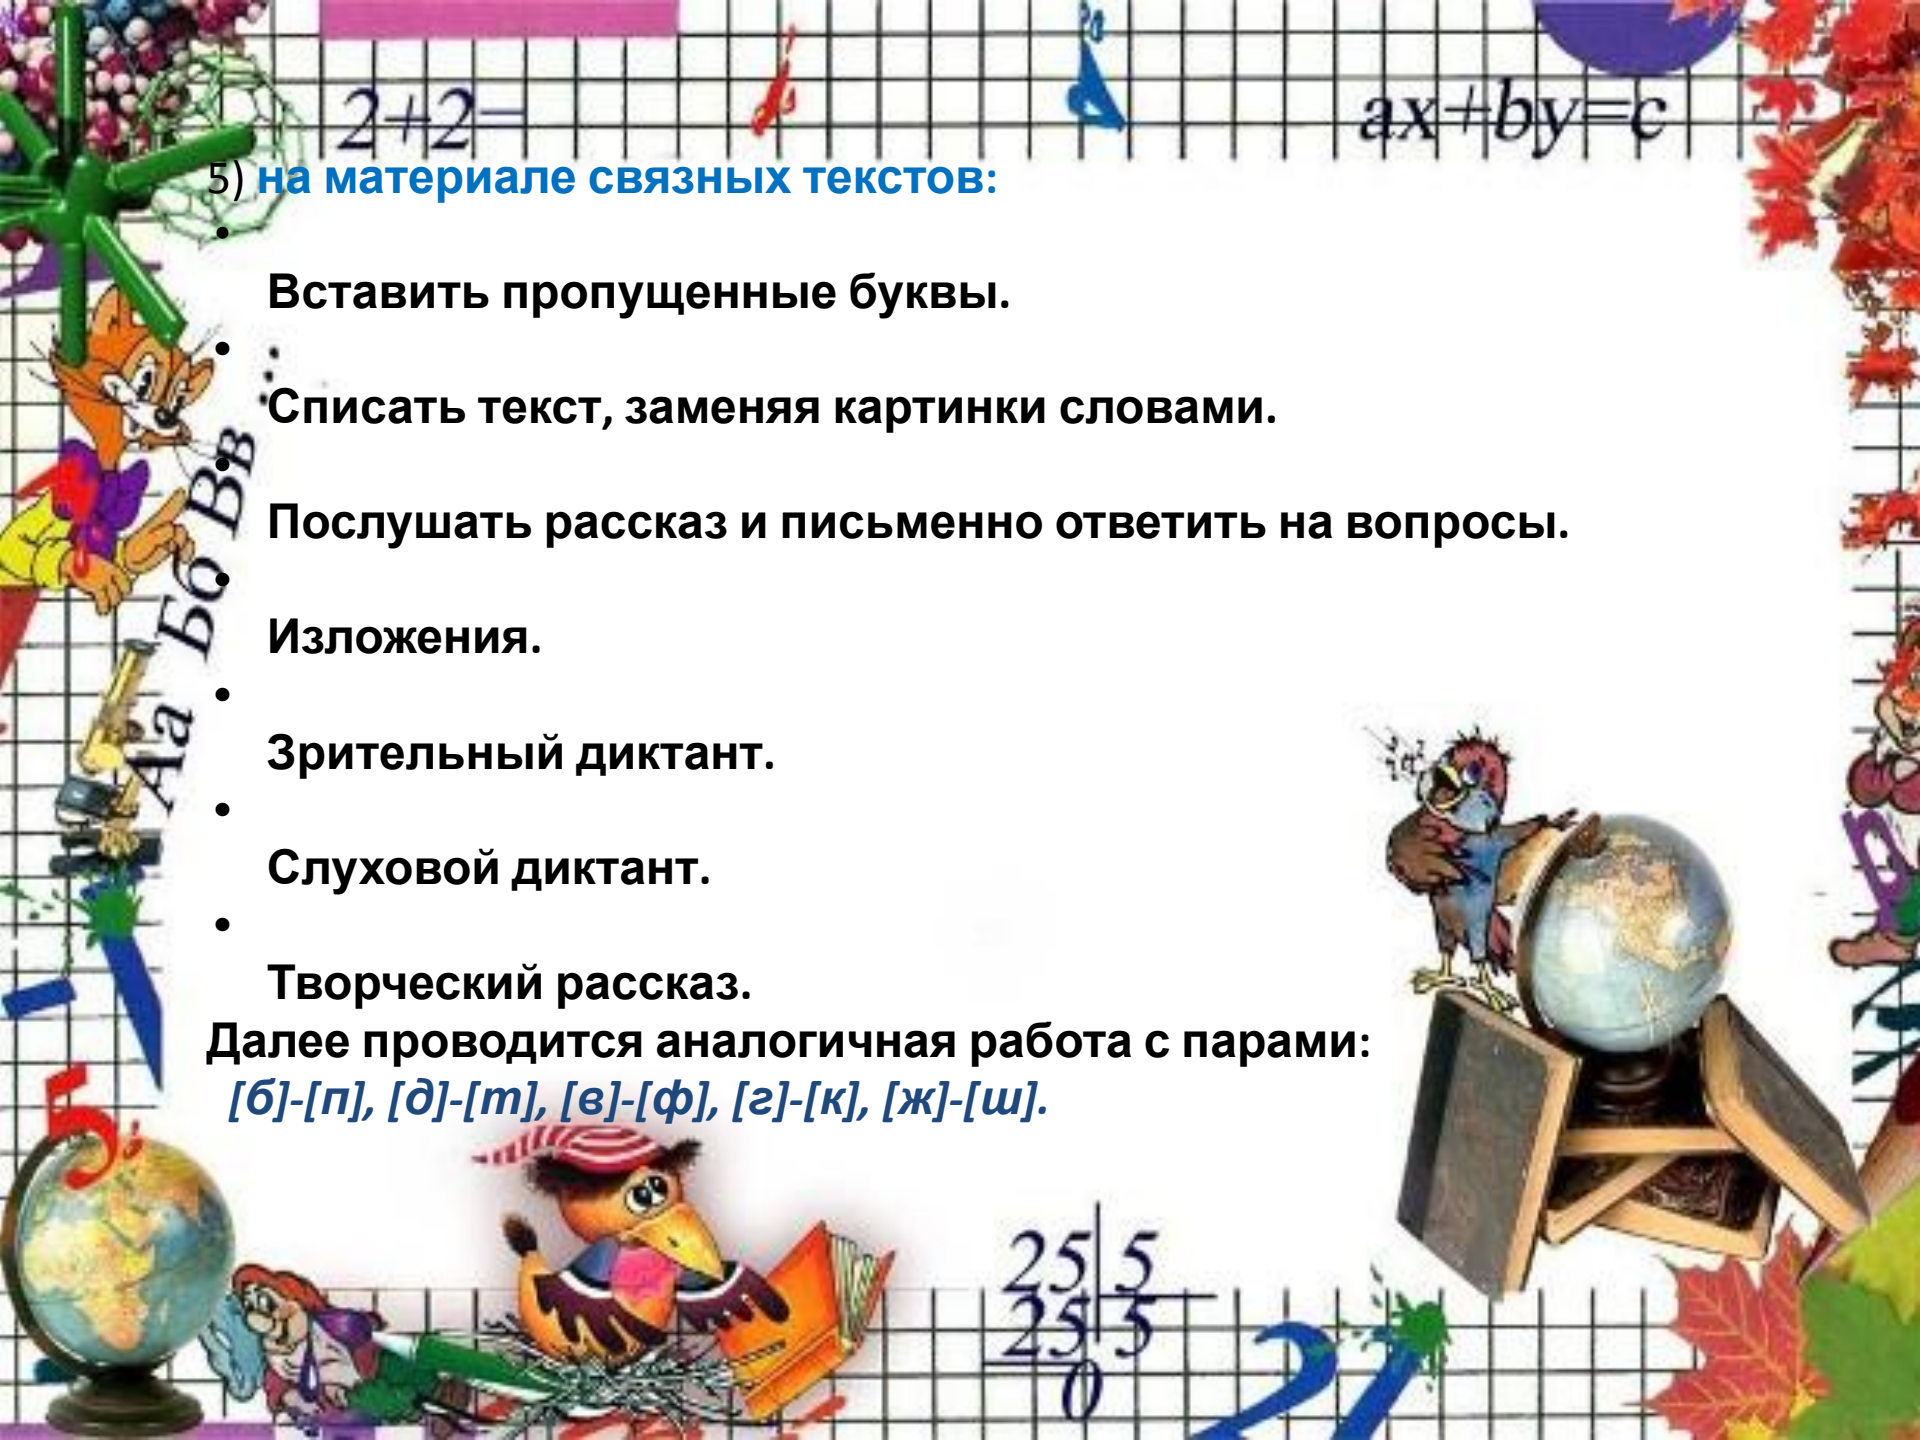 2+2=
ax+by=c
5) на материале связных текстов:
•
Вставить пропущенные буквы.
•
Списать текст, заменяя картинки словами.
•
Послушать рассказ и письменно ответить на вопросы.
•
Изложения.
•
Зрительный диктант.
•
Слуховой диктант.
•
Творческий рассказ.
Далее проводится аналогичная работа с парами:
[б]-[п], [д]-[т], [в]-[ф], [г]-[к], [ж]-[ш].
Аа Бб Вв ...
5
25 5
25 5
0